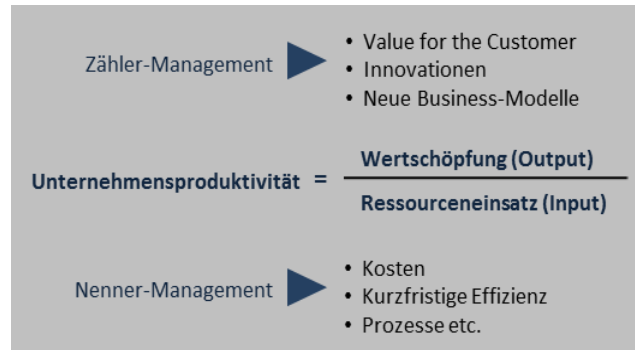 Zähler-Management
• Value for the Customer
• Innovationen
• Neue Business-Modelle
Unternehmensproduktivität =
Wertschöpfung (Output)
Ressourceneinsatz (Input)
Nenner-Management
• Kosten
• Kurzfristige Effizienz
• Prozesse etc.